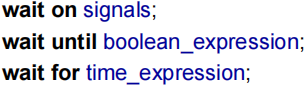 wait on signals;
wait until boolean_expression;
wait for time_expression;